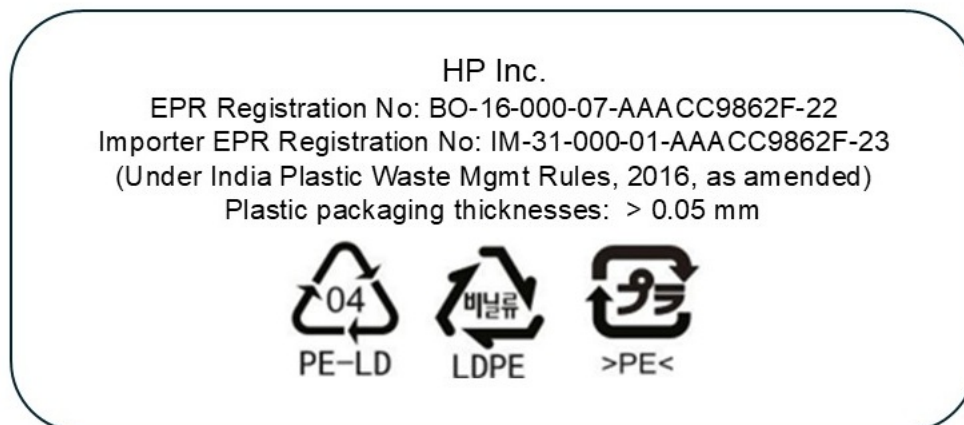 HP Inc.
EPR Registration No: BO-16-000-07-AAACC9862F-22
Importer EPR Registration No: IM-31-000-01-AAACC9862F-23
(Under India Plastic Waste Mgmt Rules, 2016, as amended)
Plastic packaging thicknesses: > 0.05 mm
04 비닐류 プラ
PE-LD LDPE >PE<